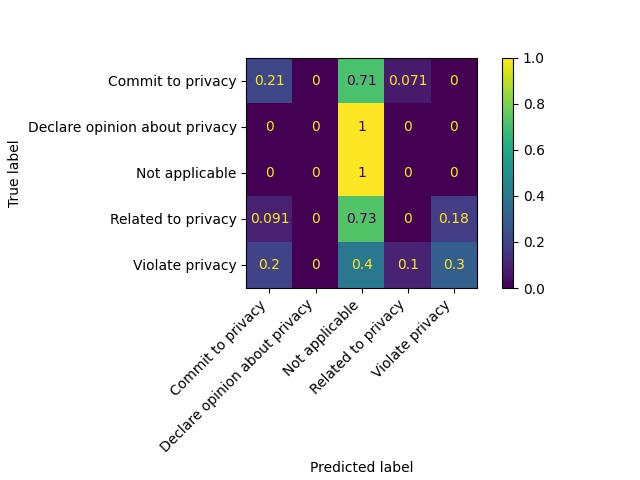 Commit to privacy 0.21 0 0.71 0.071 0
Declare opinion about privacy 0 0 1 0 0
Not applicable 0 0 1 0 0
Related to privacy 0.091 0 0.73 0 0.18
Violate privacy 0.2 0 0.4 0.1 0.3
True label
Commit to privacy
Declare opinion about privacy
Not applicable
Related to privacy
Violate privacy
Predicted label
1.0
0.8
0.6
0.4
0.2
0.0